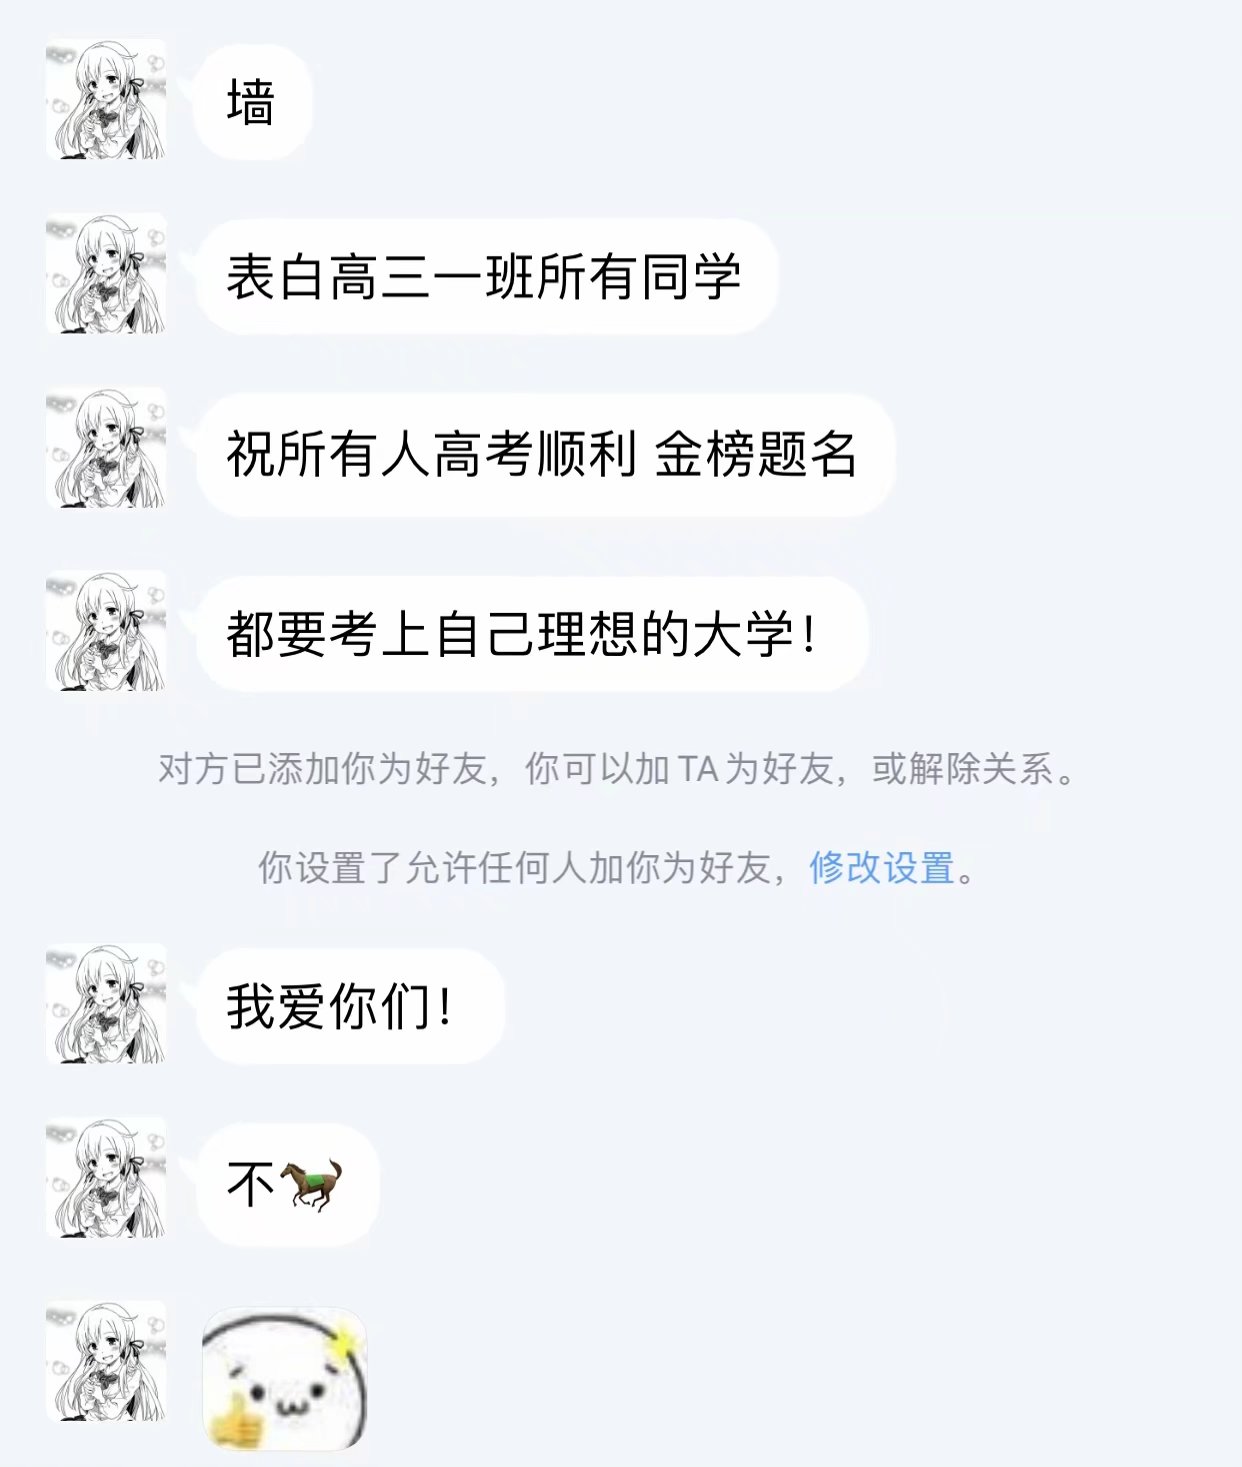 墙
表白高三一班所有同学
祝所有人高考顺利 金榜题名
都要考上自己理想的大学！
对方已添加你为好友，你可以加TA为好友，或解除关系。
你设置了允许任何人加你为好友，修改设置。
我爱你们！
不🐎